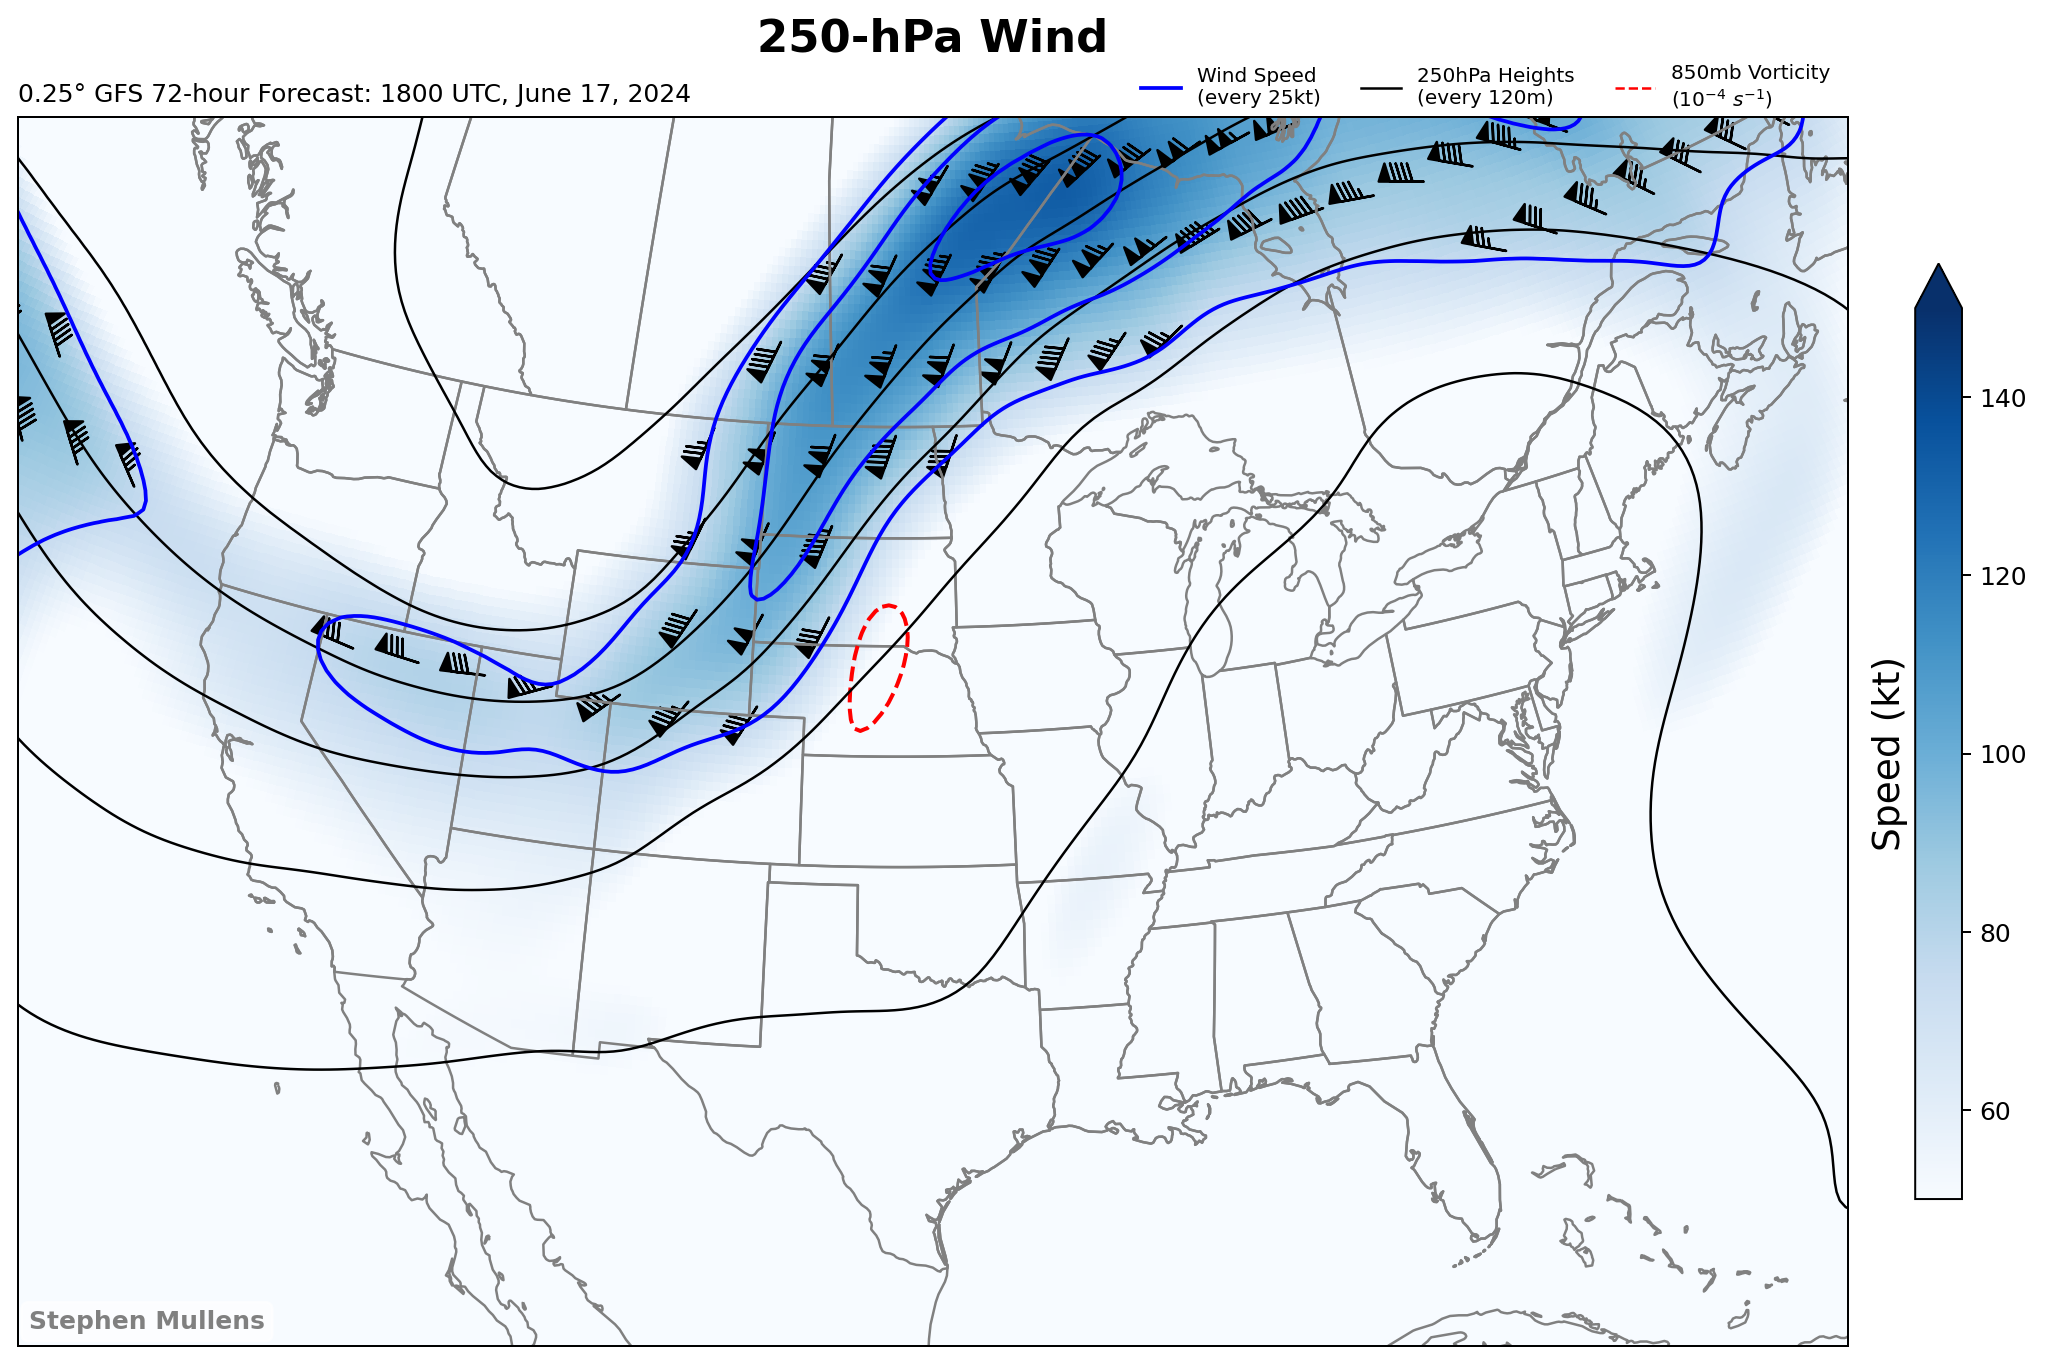 250-hPa Wind
0.25° GFS 72-hour Forecast: 1800 UTC, June 17, 2024
Wind Speed
(every 25kt)
250hPa Heights
(every 120m)
850mb Vorticity
(10⁻⁴ s⁻¹)
140
120
100
80
60
Speed (kt)
Stephen Mullens